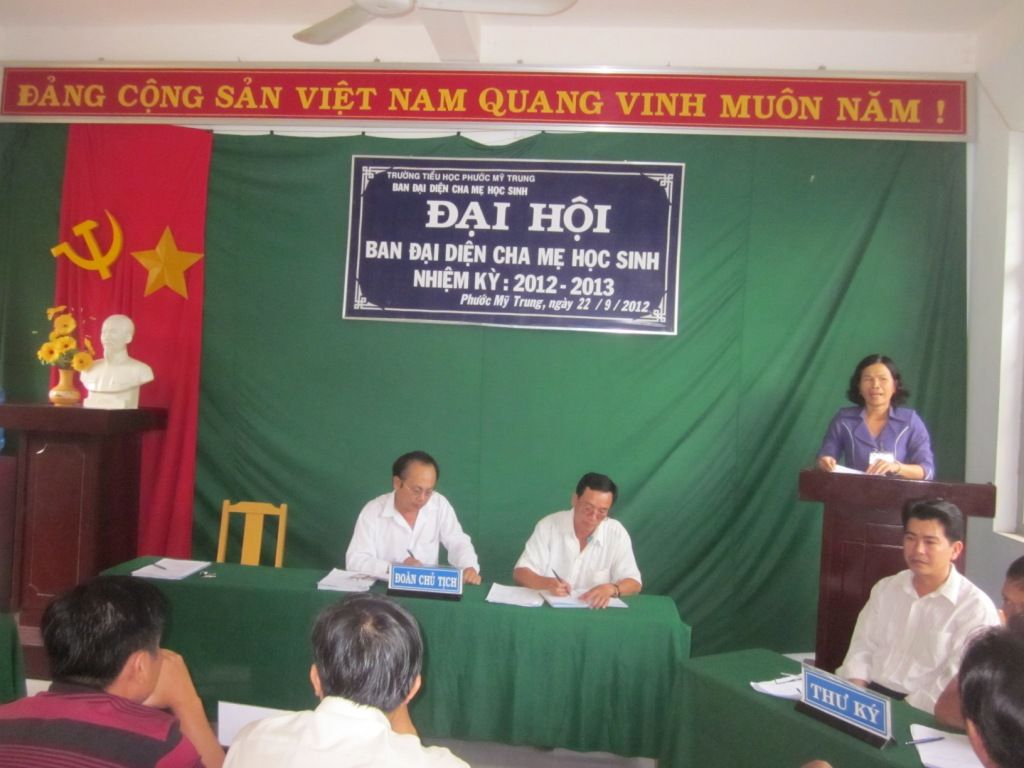 ĐẢNG CỘNG SẢN VIỆT NAM QUANG VINH MUÔN NĂM !
TRƯỜNG TIỂU HỌC PHƯỚC MỸ TRUNG
BAN ĐẠI DIỆN CHA MẸ HỌC SINH
ĐẠI HỘI
BAN ĐẠI DIỆN CHA MẸ HỌC SINH
NHIỆM KỲ : 2012 - 2013
Phước Mỹ Trung, ngày 22 / 9 / 2012
ĐOÀN CHỦ TỊCH
THƯ KÝ